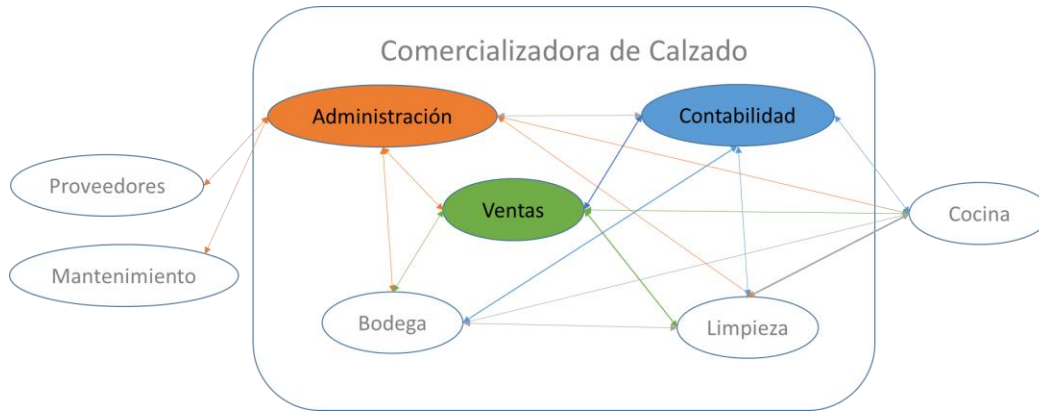 Comercializadora de Calzado
Administración
Contabilidad
Proveedores
Ventas
Cocina
Mantenimiento
Bodega
Limpieza